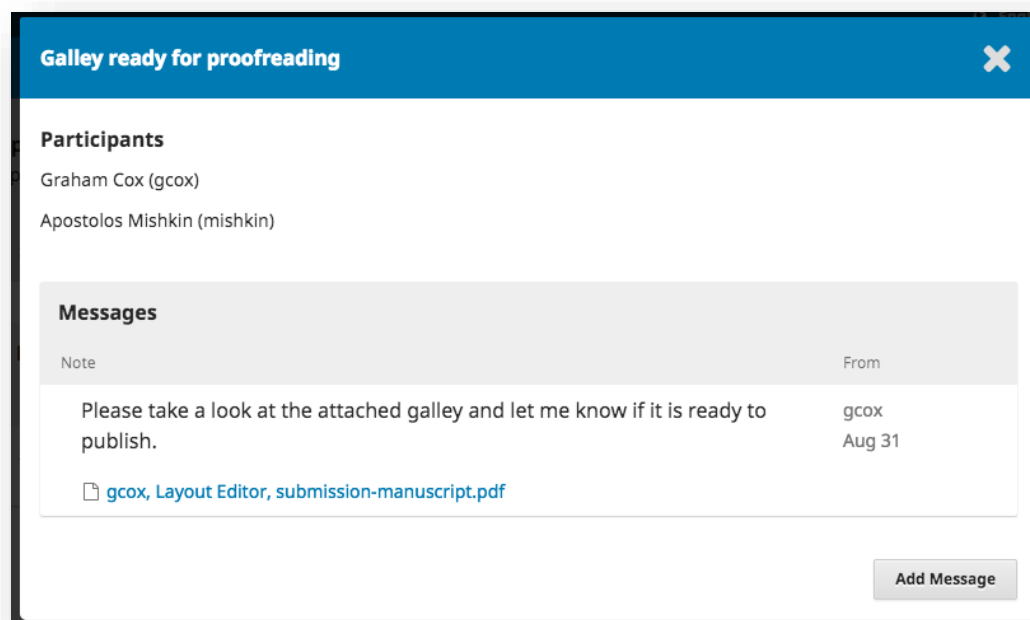 Galley ready for proofreading
Participants
Graham Cox (gcox)
Apostolos Mishkin (mishkin)
Messages
Note
From
Please take a look at the attached galley and let me know if it is ready to
publish.
gcox
Aug 31
gcox, Layout Editor, submission-manuscript.pdf
Add Message